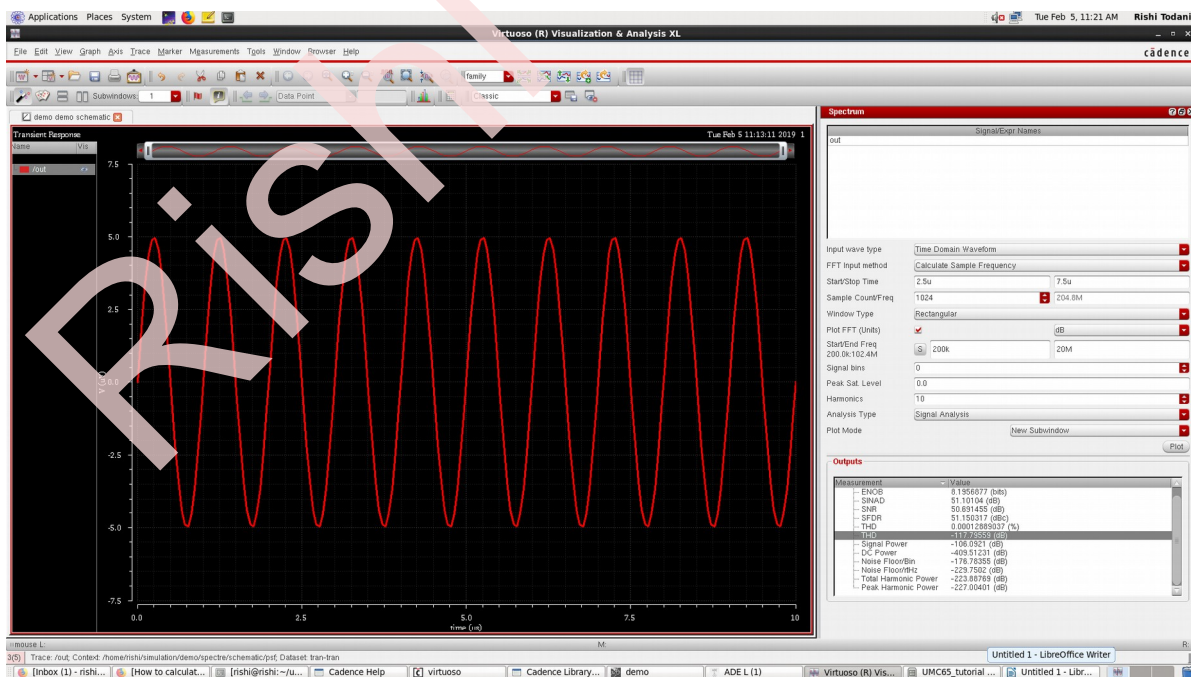 Applications Places System Tue Feb 5, 11:21 AM Rishi Todani
Virtuoso (R) Visualization & Analysis XL
File Edit View Graph Axis Trace Marker Measurements Tools Window Browser Help cādence
family
Subwindows: 1 Data Point Classic
demo demo schematic
Transient Response Tue Feb 5 11:13:11 2019 1
Name Vis
/out
7.5
5.0
2.5
0.0
-2.5
-5.0
-7.5
V (uV)
0.0 2.5 5.0 7.5 10
time (us)
Rishi
Spectrum
Signal/Expr Names
out
Input wave type Time Domain Waveform
FFT Input method Calculate Sample Frequency
Start/Stop Time 2.5u 7.5u
Sample Count/Freq 1024 204.8M
Window Type Rectangular
Plot FFT (Units) dB
Start/End Freq
200.0k:102.4M S 200k 20M
Signal bins 0
Peak Sat. Level 0.0
Harmonics 10
Analysis Type Signal Analysis
Plot Mode New Subwindow
Plot
Outputs
Measurement Value
ENOB 8.1956877 (bits)
SINAD 51.10104 (dB)
SNR 50.691455 (dB)
SFDR 51.150317 (dBc)
THD 0.00012889037 (%)
THD -117.79559 (dB)
Signal Power -106.0921 (dB)
DC Power -409.51231 (dB)
Noise Floor/Bin -176.78355 (dB)
Noise Floor/rtHz -229.7502 (dB)
Total Harmonic Power -223.88769 (dB)
Peak Harmonic Power -227.00401 (dB)
mouse L: M: R:
3(5) Trace: /out; Context: /home/rishi/simulation/demo/spectre/schematic/psf; Dataset: tran-tran
Untitled 1 - LibreOffice Writer
[Inbox (1) - rishi... [How to calculat... [rishi@rishi:~/u... Cadence Help virtuoso Cadence Library... demo ADE L (1) Virtuoso (R) Vis... UMC65_tutorial ... Untitled 1 - Libr...